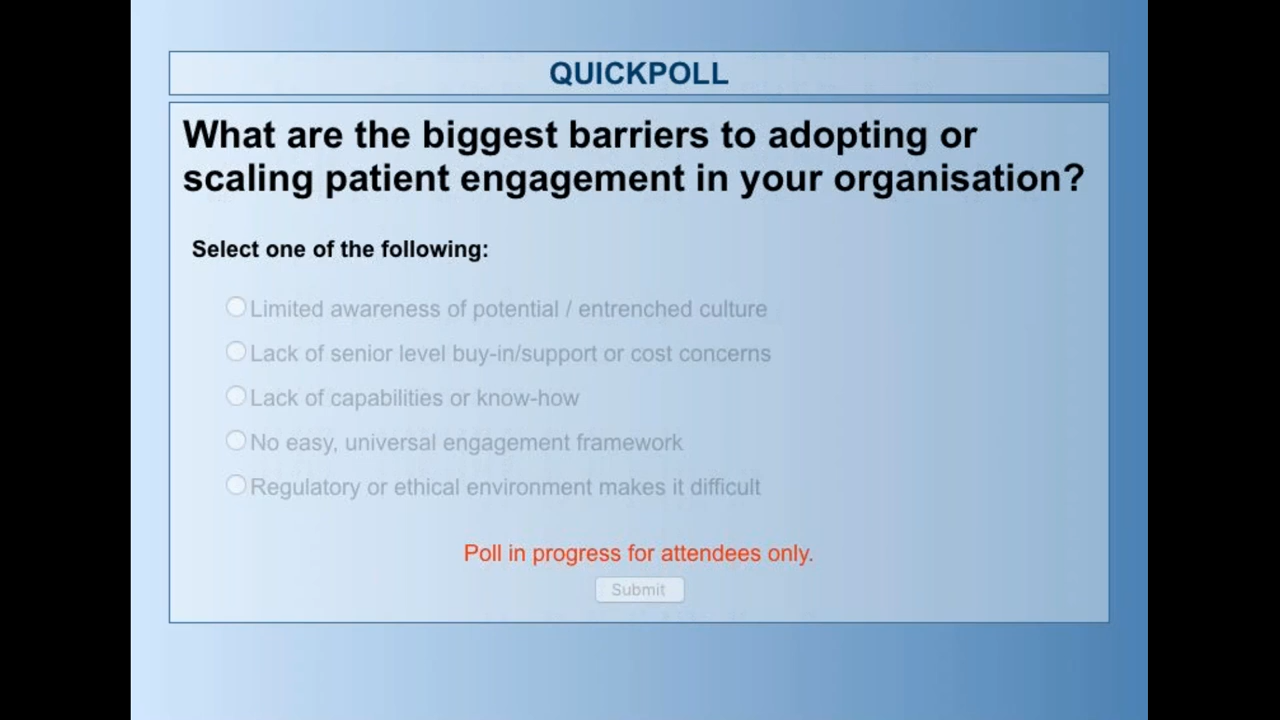 QUICKPOLL
What are the biggest barriers to adopting or
scaling patient engagement in your organisation?
Select one of the following:
Limited awareness of potential / entrenched culture
Lack of senior level buy-in/support or cost concerns
Lack of capabilities or know-how
No easy, universal engagement framework
Regulatory or ethical environment makes it difficult
Poll in progress for attendees only.
Submit